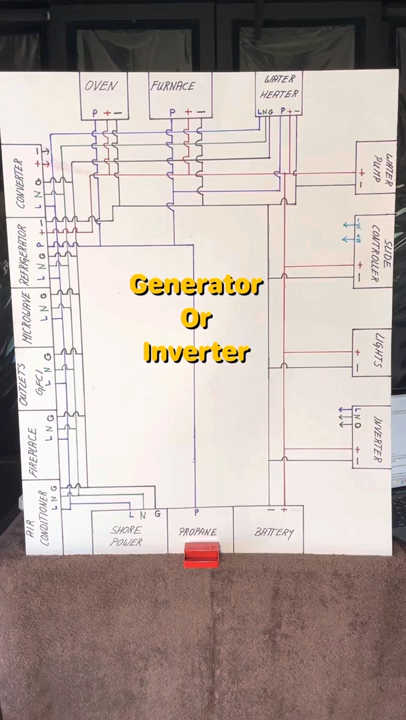 OVEN
P + −
FURNACE
P + −
WATER
HEATER
L N G P + −
CONVERTER
− +
L N G
REFRIGERATOR
L N G P + −
MICROWAVE
L N G
OUTLETS
GFCI
L N G
FIREPLACE
L N G
AIR
CONDITIONER
L N G
WATER
PUMP
+ −
SLIDE
CONTROLLER
+ −
LIGHTS
+ −
INVERTER
L N G + −
Generator
Or
Inverter
L N G
SHORE
POWER
P
PROPANE
− +
BATTERY